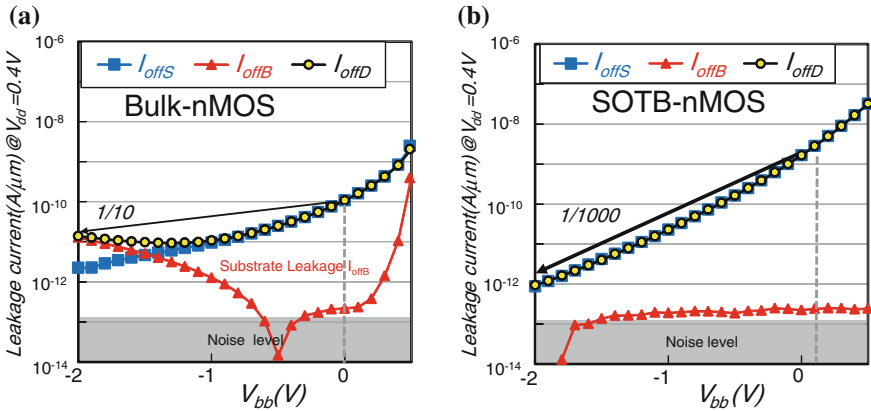 (a)
10-6
10-8
10-10
10-12
10-14
Leakage current(A/μm)@Vdd=0.4V
IoffS IoffB IoffD
Bulk-nMOS
1/10
Substrate Leakage IoffB
Noise level
-2 -1 0
Vbb(V)
(b)
10-6
10-8
10-10
10-12
10-14
Leakage current(A/μm)@Vdd=0.4V
IoffS IoffB IoffD
SOTB-nMOS
1/1000
Noise level
-2 -1 0
Vbb(V)